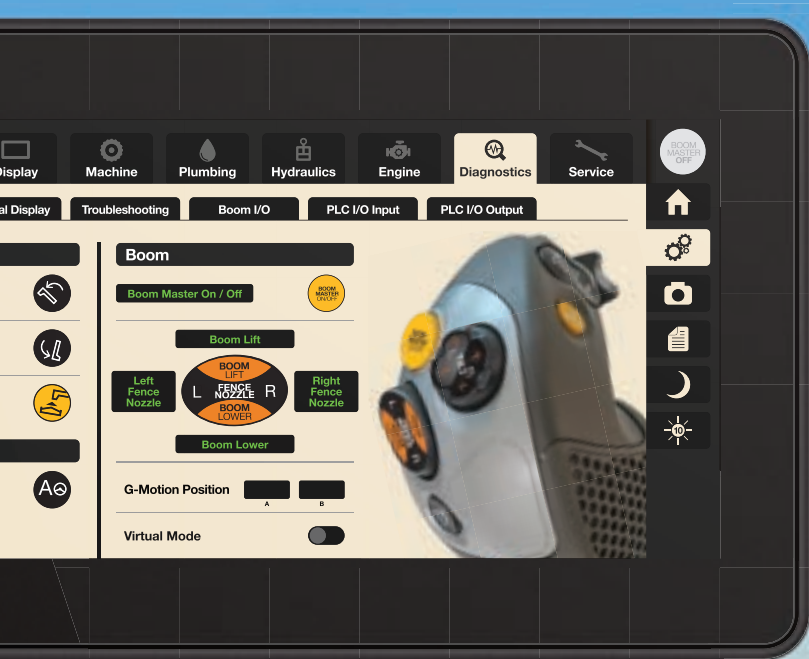 Display
Machine
Plumbing
Hydraulics
Engine
Diagnostics
Service
BOOM
MASTER
OFF
al Display
Troubleshooting
Boom I/O
PLC I/O Input
PLC I/O Output
Boom
Boom Master On / Off
BOOM
MASTER
ON/OFF
Boom Lift
Left
Fence
Nozzle
BOOM
LIFT
L
FENCE
NOZZLE
R
BOOM
LOWER
Right
Fence
Nozzle
Boom Lower
A
G-Motion Position
A
B
Virtual Mode
10